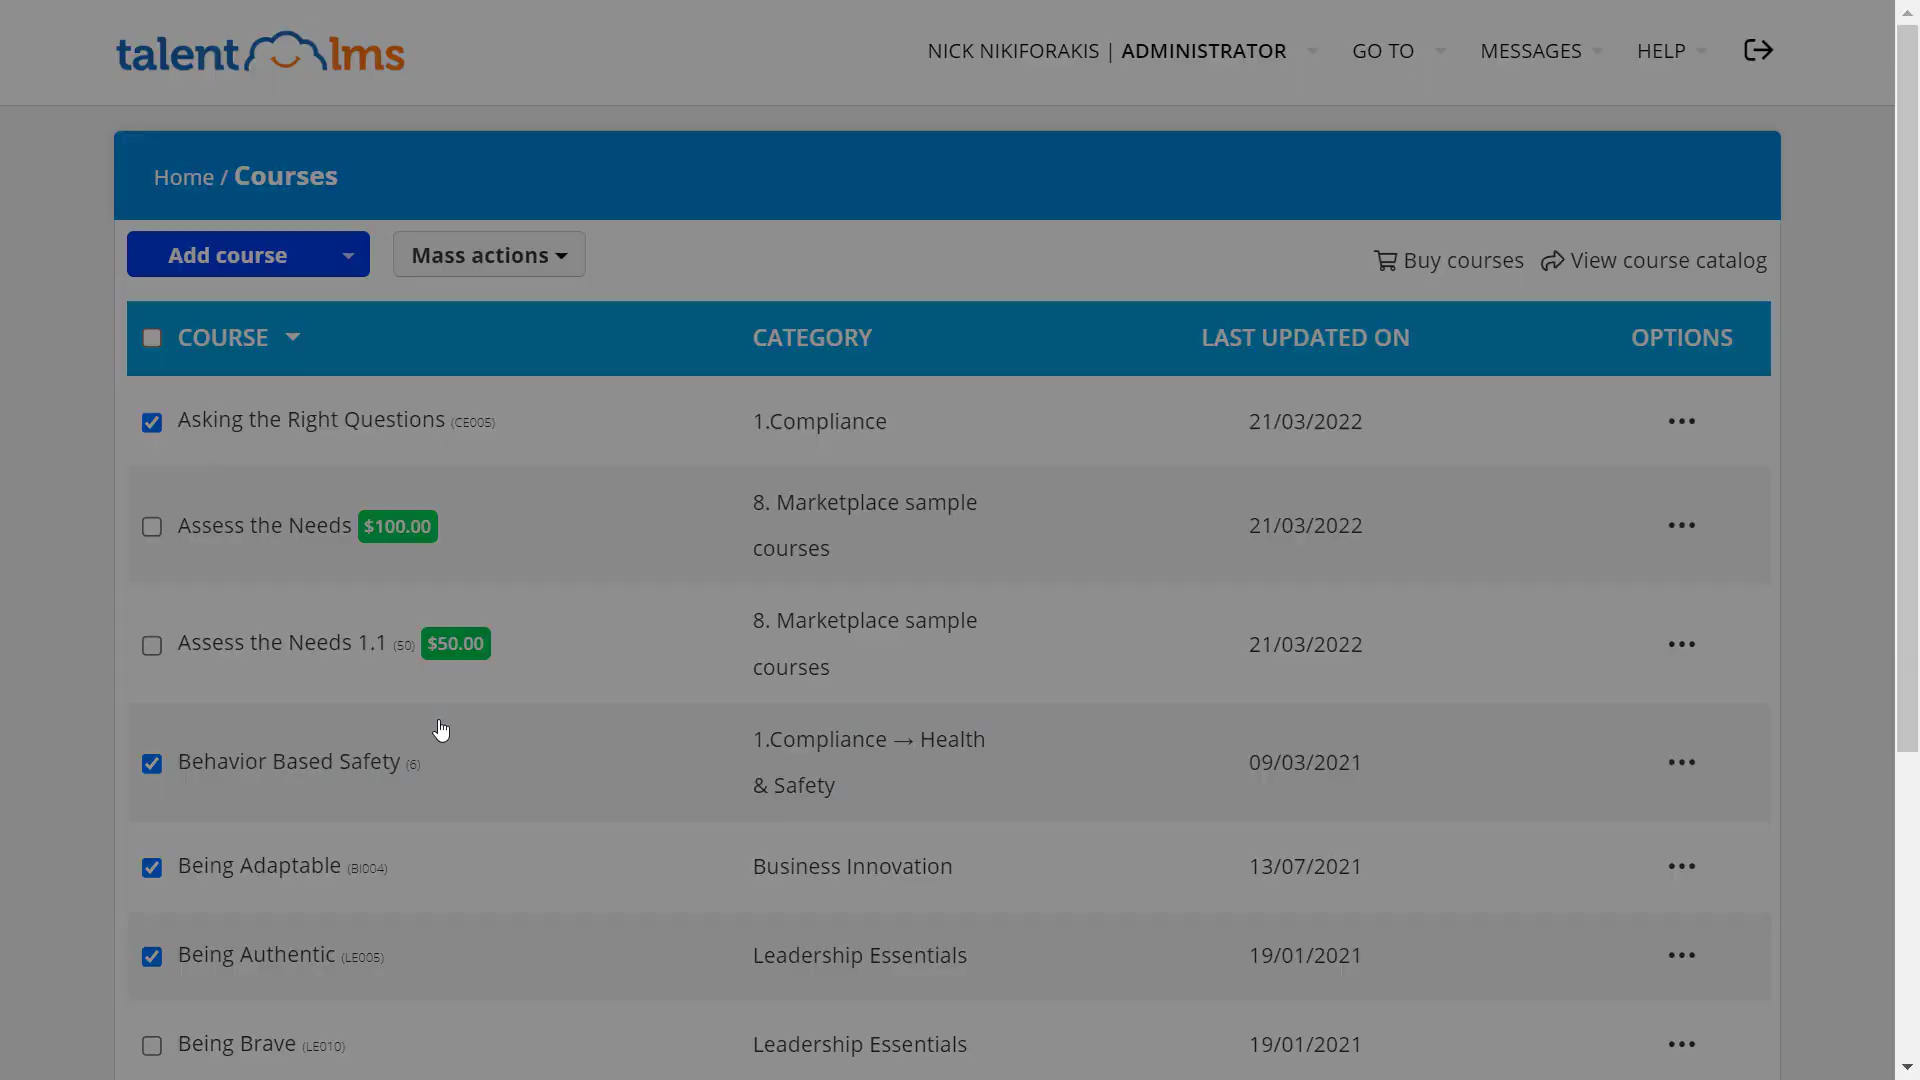 talentlms
NICK NIKIFORAKIS | ADMINISTRATOR GO TO MESSAGES HELP
Home / Courses
Add course Mass actions Buy courses View course catalog
COURSE CATEGORY LAST UPDATED ON OPTIONS
Asking the Right Questions (CE005) 1.Compliance 21/03/2022
Assess the Needs $100.00 8. Marketplace sample courses 21/03/2022
Assess the Needs 1.1 (50) $50.00 8. Marketplace sample courses 21/03/2022
Behavior Based Safety (6) 1.Compliance → Health & Safety 09/03/2021
Being Adaptable (BI004) Business Innovation 13/07/2021
Being Authentic (LE005) Leadership Essentials 19/01/2021
Being Brave (LE010) Leadership Essentials 19/01/2021